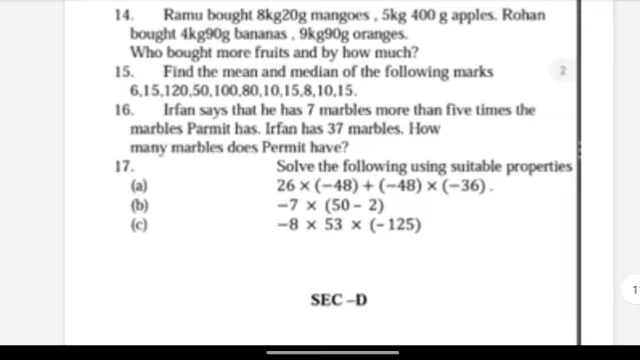 14. Ramu bought 8kg20g mangoes , 5kg 400 g apples. Rohan
bought 4kg90g bananas , 9kg90g oranges.
Who bought more fruits and by how much?
15. Find the mean and median of the following marks
2
6,15,120,50,100,80,10,15,8,10,15.
16. Irfan says that he has 7 marbles more than five times the
marbles Parmit has. Irfan has 37 marbles. How
many marbles does Permit have?
17. Solve the following using suitable properties
(a) 26 × (−48) + (−48) × (−36) .
(b) −7 × (50 – 2)
(c) −8 × 53 × (– 125)
SEC –D